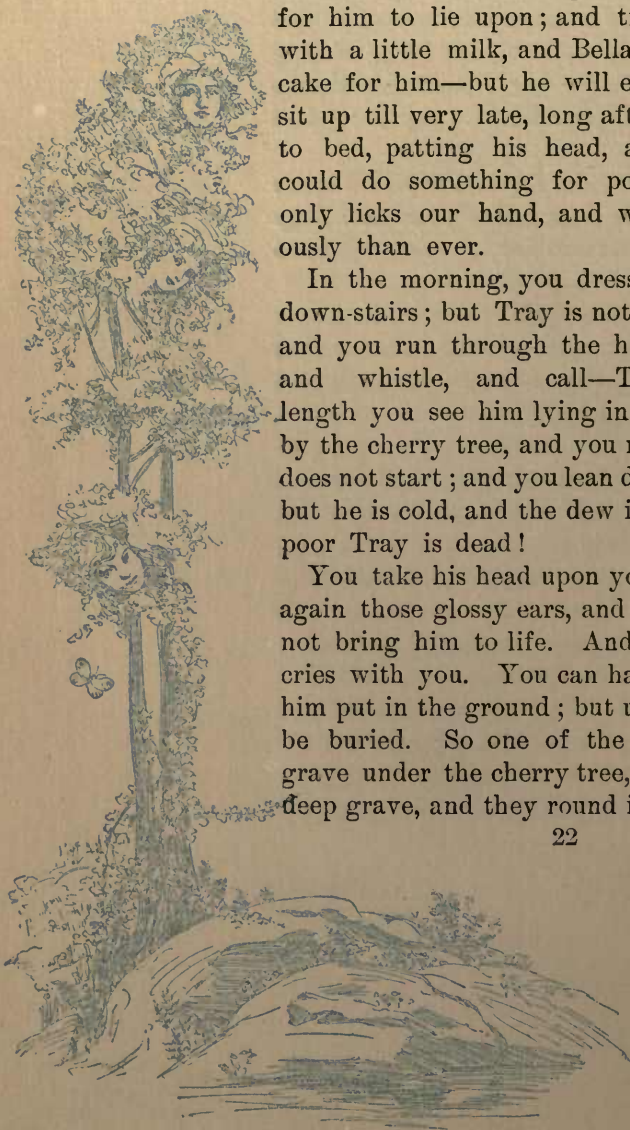 for him to lie upon; and t
with a little milk, and Bella
cake for him—but he will e
sit up till very late, long aft
to bed, patting his head, a
could do something for po
only licks our hand, and w
ously than ever.
In the morning, you dress
down-stairs; but Tray is not
and you run through the h
and whistle, and call—T
length you see him lying in
by the cherry tree, and you r
does not start; and you lean d
but he is cold, and the dew i
poor Tray is dead!
You take his head upon yo
again those glossy ears, and
not bring him to life. And
cries with you. You can ha
him put in the ground; but u
be buried. So one of the
grave under the cherry tree,
deep grave, and they round i
22